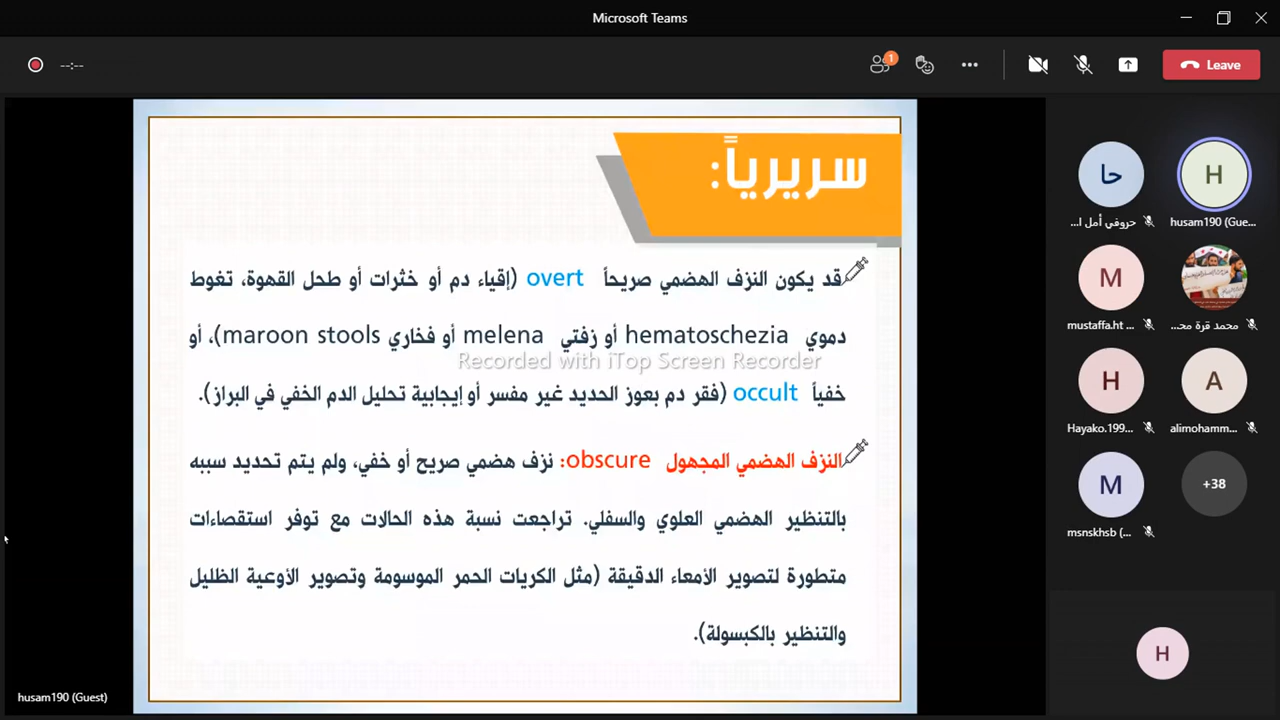 Microsoft Teams
--:--
1
Leave
سريرياً:
قد يكون النزف الهضمي صريحاً overt (إقياء دم أو خثرات أو طحل القهوة، تغوط
دموي hematoschezia أو زفتي melena أو فخاري maroon stools)، أو
Recorded with iTop Screen Recorder
خفياً occult (فقر دم بعوز الحديد غير مفسر أو إيجابية تحليل الدم الخفي في البراز).
النزف الهضمي المجهول obscure: نزف هضمي صريح أو خفي، ولم يتم تحديد سببه
بالتنظير الهضمي العلوي والسفلي. تراجعت نسبة هذه الحالات مع توفر استقصاءات
متطورة لتصوير الأمعاء الدقيقة (مثل الكريات الحمر الموسومة وتصوير الأوعية الظليل
والتنظير بالكبسولة).
husam190 (Guest)
حا
حروفي أمل ا...
H
husam190 (Gue...
M
mustaffa.ht ...
محمد قرة مح...
H
Hayako.199...
A
alimohamm...
M
msnskhsb (...
+38
H